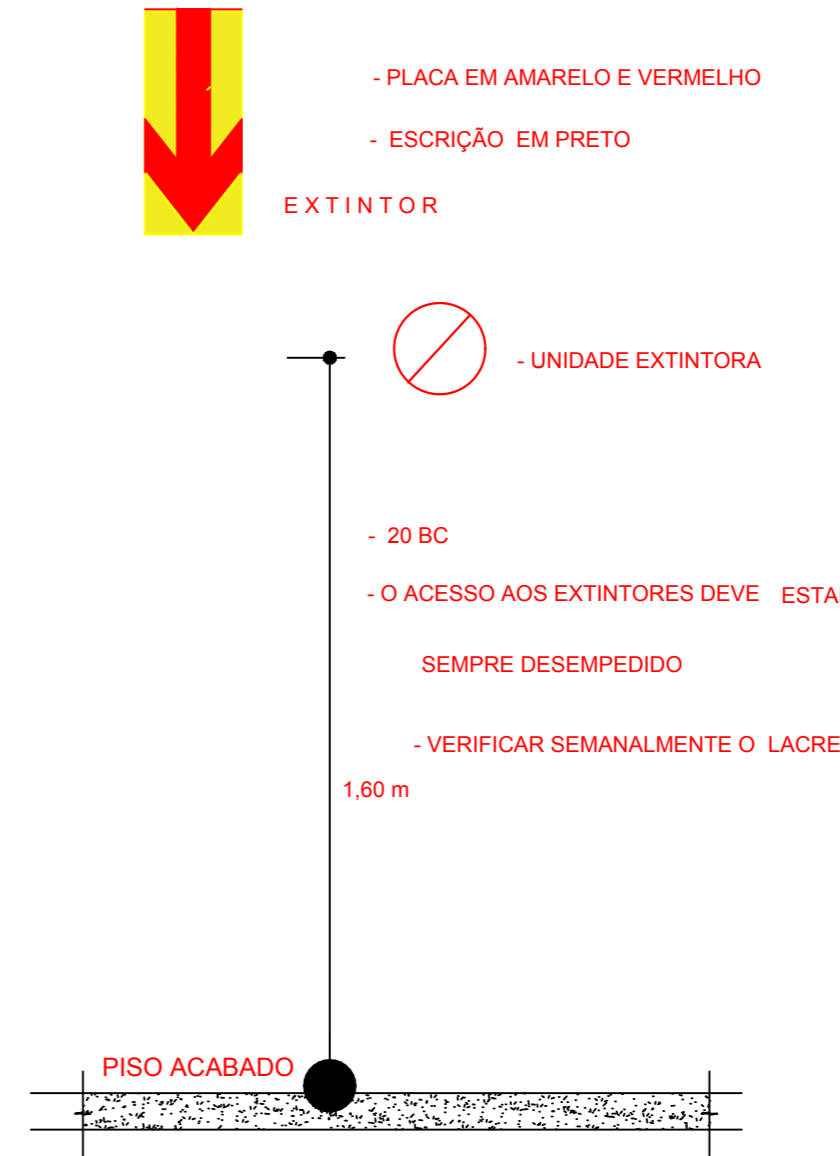 - PLACA EM AMARELO E VERMELHO
- ESCRIÇÃO EM PRETO
E X T I N T O R
- UNIDADE EXTINTORA
- 20 BC
- O ACESSO AOS EXTINTORES DEVE
SEMPRE DESEMPEDIDO
- VERIFICAR SEMANALMENTE O LACRE
1,60 m
PISO ACABADO